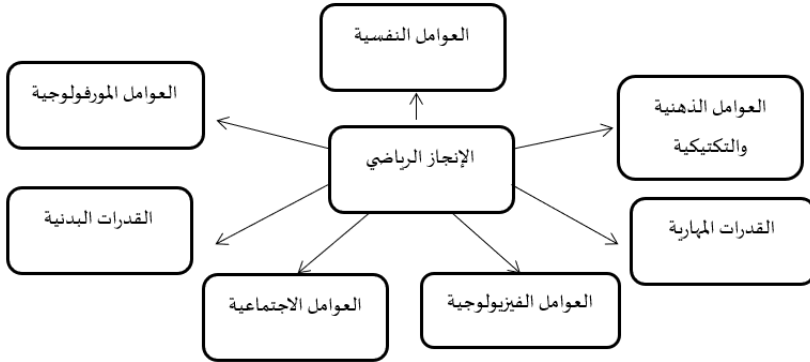 العوامل النفسية
العوامل الذهنية
والتكتيكية
العوامل المورفولوجية
الإنجاز الرياضي
القدرات المهارية
القدرات البدنية
العوامل الفيزيولوجية
العوامل الاجتماعية